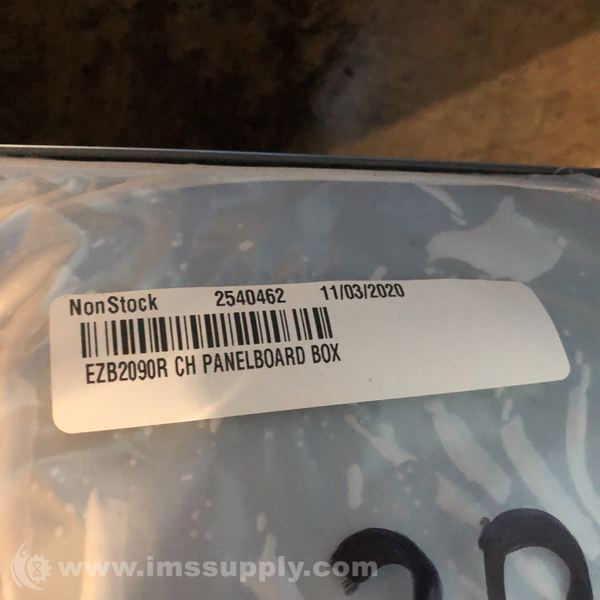 NonStock 2540462 11/03/2020
EZB2090R CH PANELBOARD BOX
www.imssupply.com